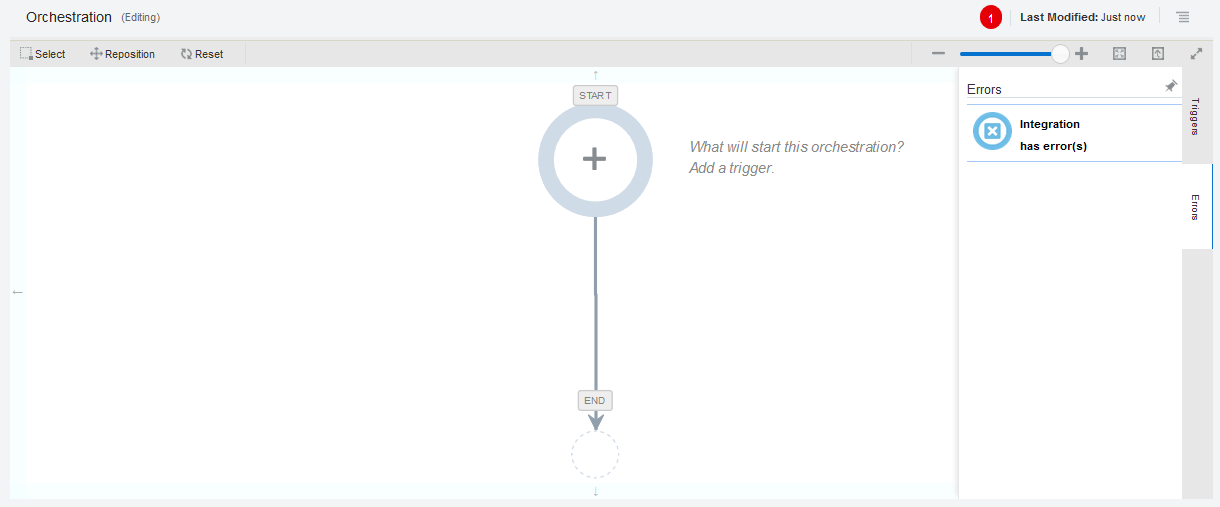 Orchestration (Editing)
1
Last Modified: Just now
Select Reposition Reset
START
What will start this orchestration?
Add a trigger.
END
Errors
Integration
has error(s)
Triggers
Errors